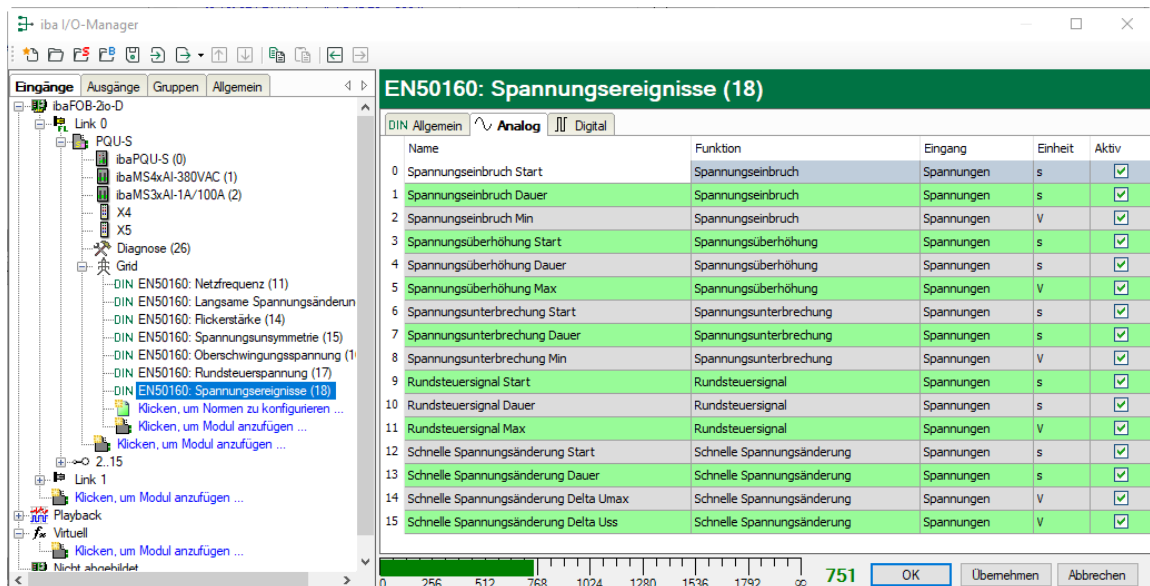 iba I/O-Manager
Eingänge Ausgänge Gruppen Allgemein
ibaFOB-2io-D
Link 0
PQU-S
ibaPQU-S (0)
ibaMS4xAI-380VAC (1)
ibaMS3xAI-1A/100A (2)
X4
X5
Diagnose (26)
Grid
DIN EN50160: Netzfrequenz (11)
DIN EN50160: Langsame Spannungsänderun
DIN EN50160: Flickerstärke (14)
DIN EN50160: Spannungsunsymmetrie (15)
DIN EN50160: Oberschwingungsspannung (1
DIN EN50160: Rundsteuerspannung (17)
DIN EN50160: Spannungsereignisse (18)
Klicken, um Normen zu konfigurieren ...
Klicken, um Modul anzufügen ...
Klicken, um Modul anzufügen ...
2..15
Link 1
Klicken, um Modul anzufügen ...
Playback
Virtuell
Klicken, um Modul anzufügen ...
Nicht abgebildet
EN50160: Spannungsereignisse (18)
DIN Allgemein Analog Digital
Name Funktion Eingang Einheit Aktiv
0 Spannungseinbruch Start Spannungseinbruch Spannungen s
1 Spannungseinbruch Dauer Spannungseinbruch Spannungen s
2 Spannungseinbruch Min Spannungseinbruch Spannungen V
3 Spannungsüberhöhung Start Spannungsüberhöhung Spannungen s
4 Spannungsüberhöhung Dauer Spannungsüberhöhung Spannungen s
5 Spannungsüberhöhung Max Spannungsüberhöhung Spannungen V
6 Spannungsunterbrechung Start Spannungsunterbrechung Spannungen s
7 Spannungsunterbrechung Dauer Spannungsunterbrechung Spannungen s
8 Spannungsunterbrechung Min Spannungsunterbrechung Spannungen V
9 Rundsteuersignal Start Rundsteuersignal Spannungen s
10 Rundsteuersignal Dauer Rundsteuersignal Spannungen s
11 Rundsteuersignal Max Rundsteuersignal Spannungen V
12 Schnelle Spannungsänderung Start Schnelle Spannungsänderung Spannungen s
13 Schnelle Spannungsänderung Dauer Schnelle Spannungsänderung Spannungen s
14 Schnelle Spannungsänderung Delta Umax Schnelle Spannungsänderung Spannungen V
15 Schnelle Spannungsänderung Delta Uss Schnelle Spannungsänderung Spannungen V
0 256 512 768 1024 1280 1536 1792 ∞ 751 OK Übernehmen Abbrechen